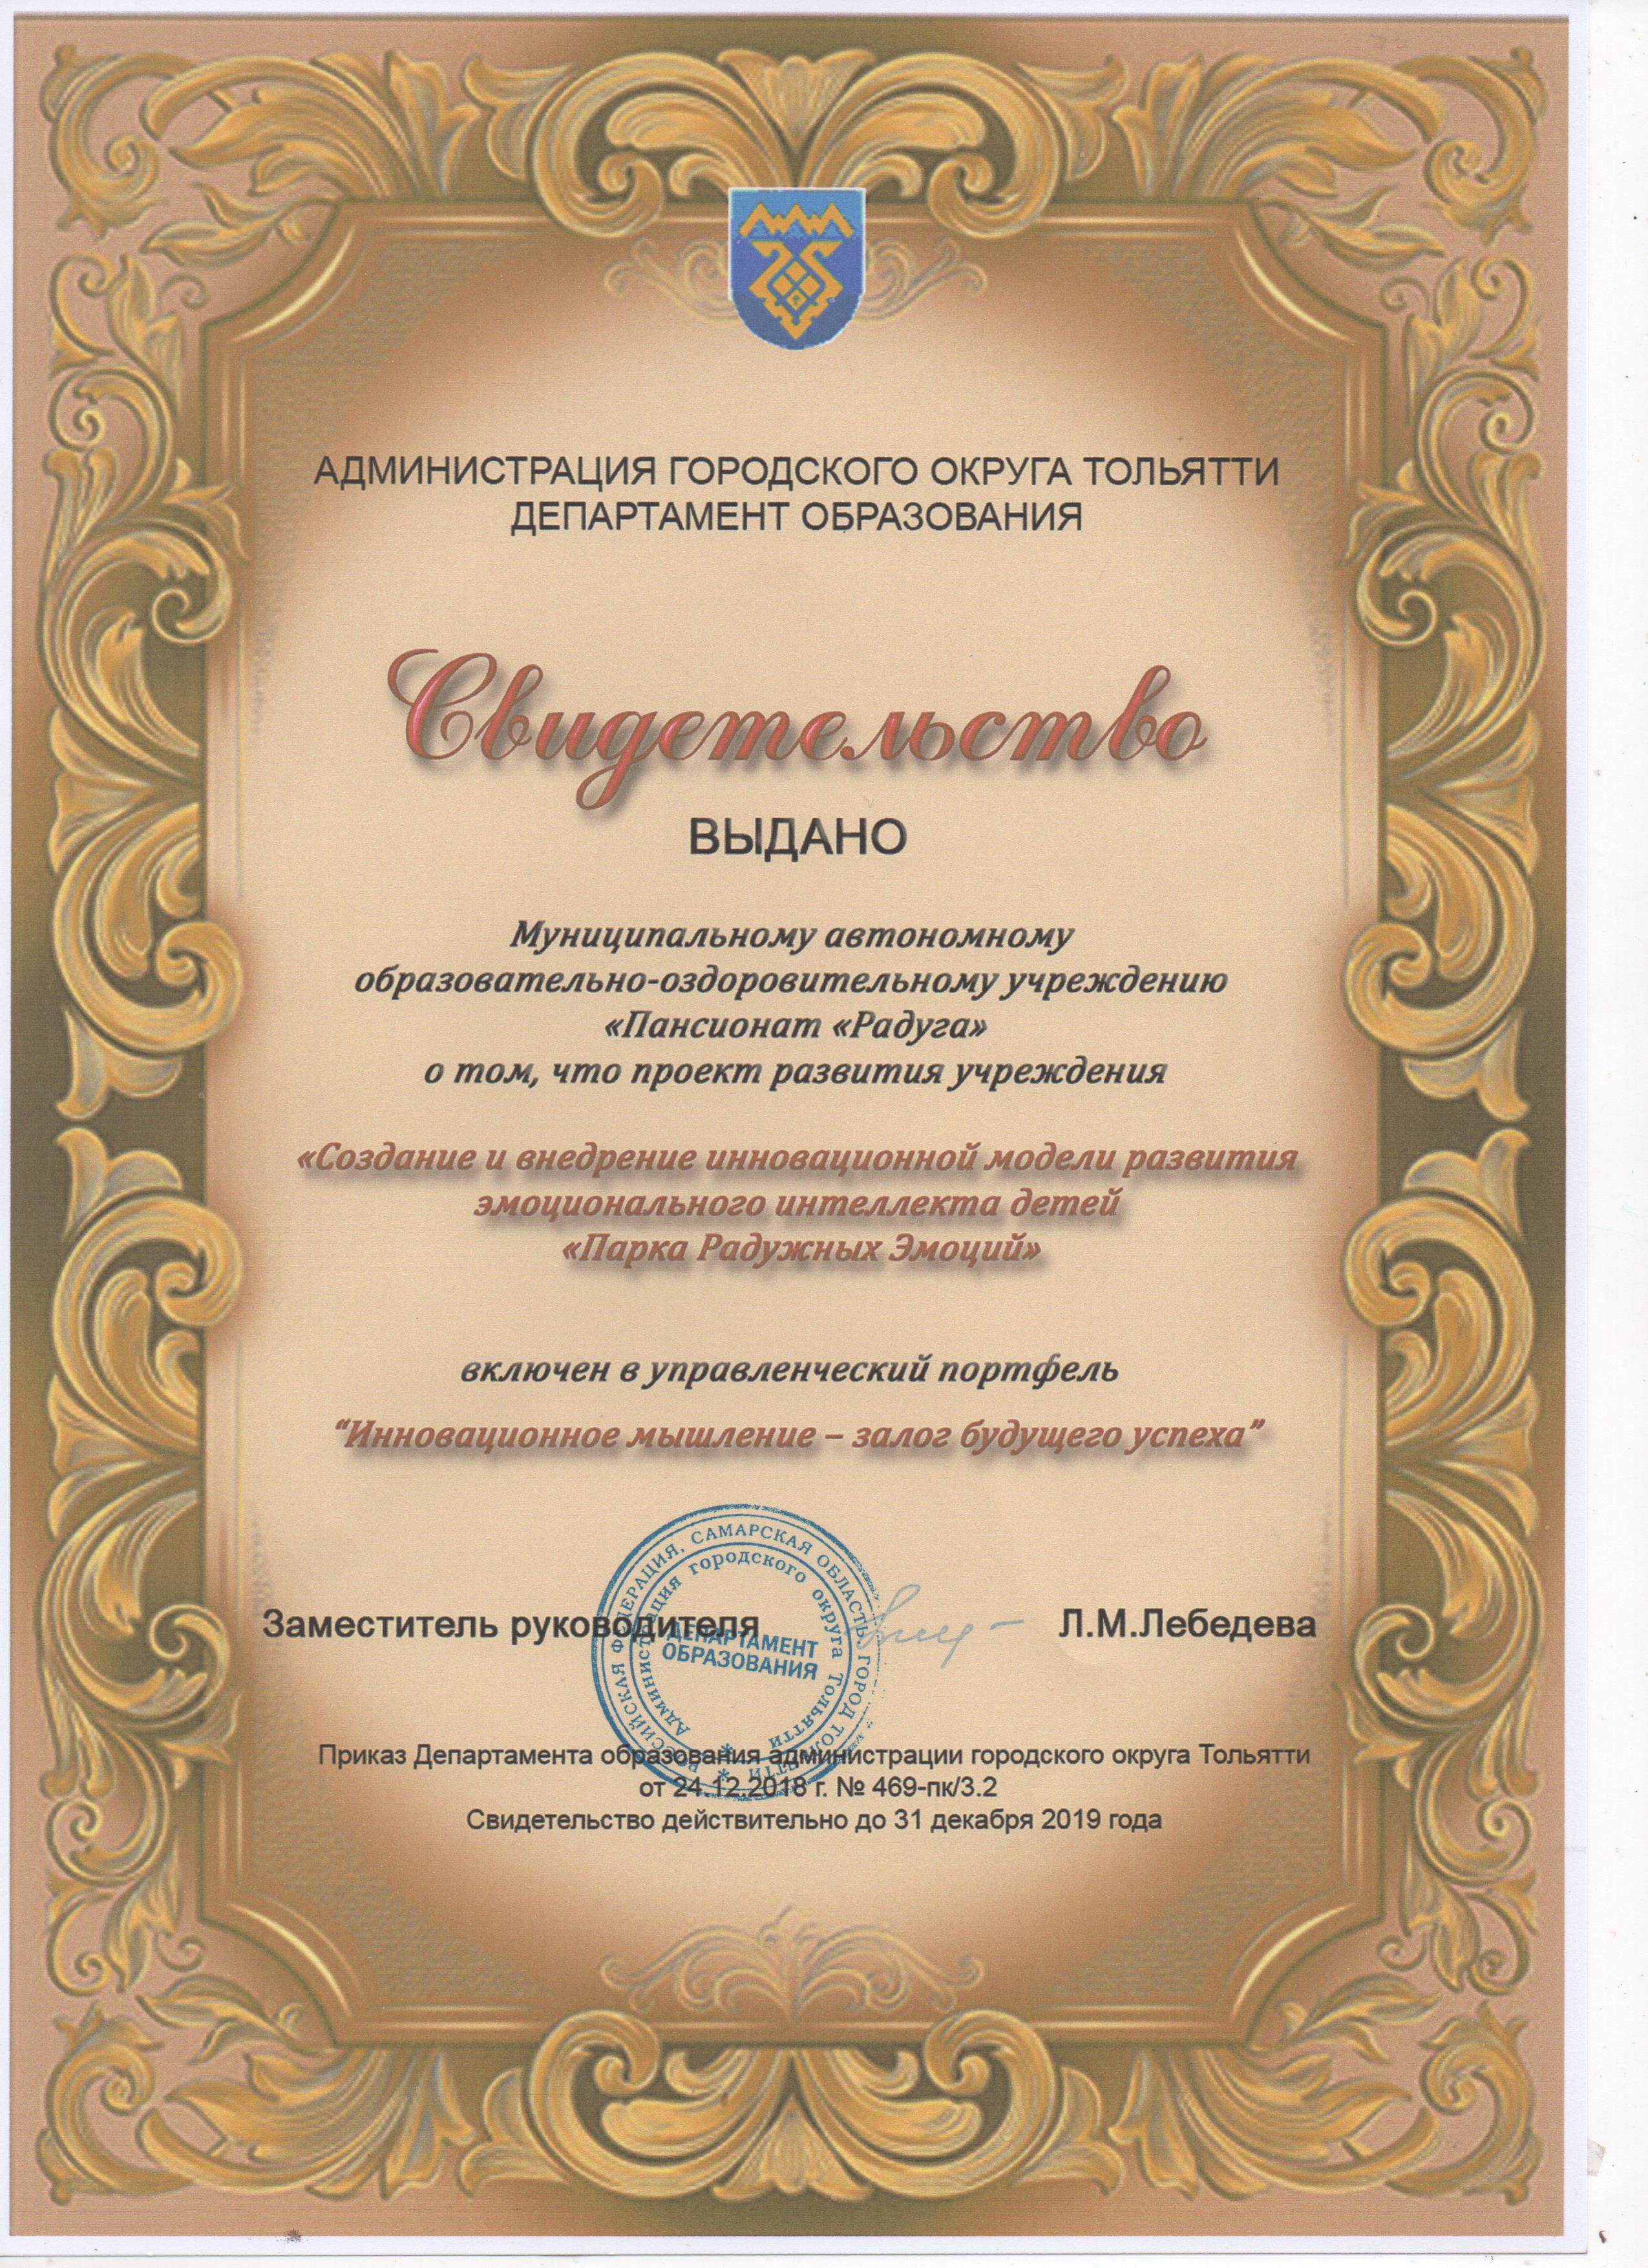 АДМИНИСТРАЦИЯ ГОРОДСКОГО ОКРУГА ТОЛЬЯТТИ
ДЕПАРТАМЕНТ ОБРАЗОВАНИЯ
Свидетельство
ВЫДАНО
Муниципальному автономному
образовательно-оздоровительному учреждению
«Пансионат «Радуга»
о том, что проект развития учреждения
«Создание и внедрение инновационной модели развития
эмоционального интеллекта детей
«Парка Радужных Эмоций»
включен в управленческий портфель
“Инновационное мышление – залог будущего успеха”
Заместитель руководителя
Л.М.Лебедева
РОССИЙСКАЯ ФЕДЕРАЦИЯ, САМАРСКАЯ ОБЛАСТЬ, ГОРОД ТОЛЬЯТТИ *
Администрация городского округа Тольятти *
ДЕПАРТАМЕНТ
ОБРАЗОВАНИЯ
Приказ Департамента образования администрации городского округа Тольятти
от 24.12.2018 г. № 469-пк/3.2
Свидетельство действительно до 31 декабря 2019 года